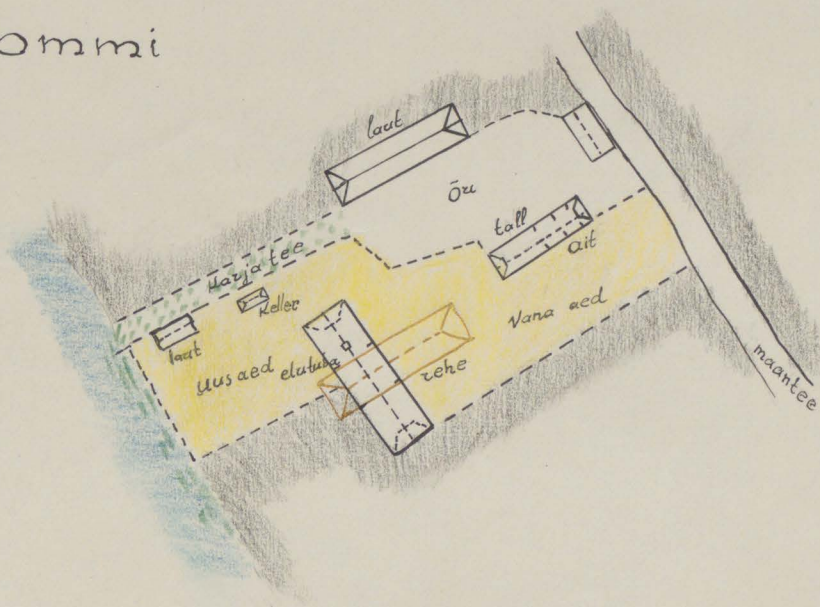 ommi
laut
Õu
tall
ait
Karjatee
Keller
laut
Uus aed
elutuba
rehe
Vana aed
maantee